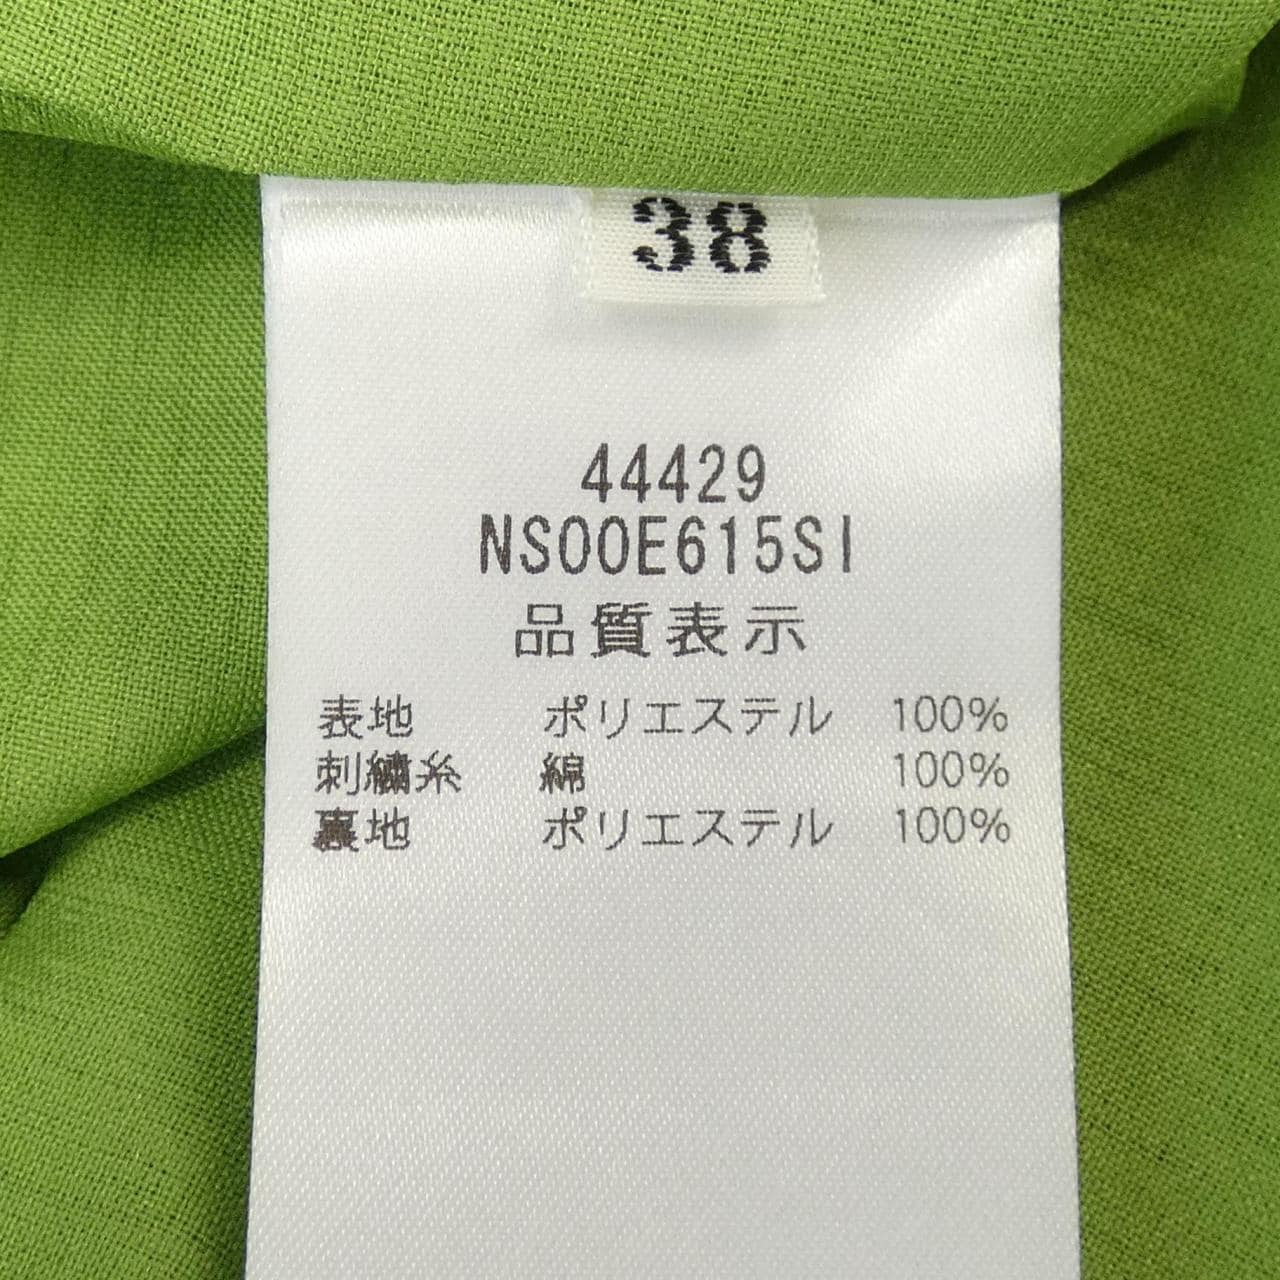 38
44429
NS00E615SI
品質表示
表地 ポリエステル 100%
刺繍糸 綿 100%
裏地 ポリエステル 100%